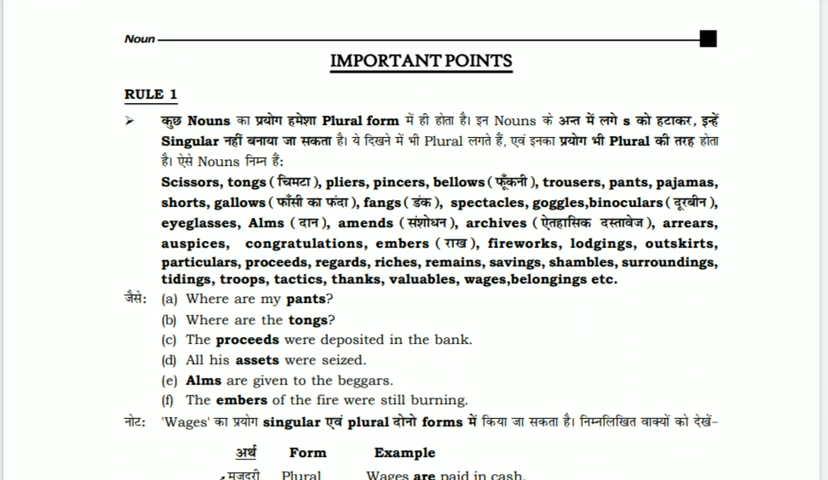 Noun
IMPORTANT POINTS
RULE 1
➢ कुछ Nouns का प्रयोग हमेशा Plural form में ही होता है। इन Nouns के अन्त में लगे s को हटाकर, इन्हें
Singular नहीं बनाया जा सकता है। ये दिखने में भी Plural लगते हैं, एवं इनका प्रयोग भी Plural की तरह होता
है। ऐसे Nouns निम्न हैं:
Scissors, tongs ( चिमटा ), pliers, pincers, bellows ( फूँकनी ), trousers, pants, pajamas,
shorts, gallows ( फाँसी का फंदा ), fangs ( डंक ), spectacles, goggles,binoculars ( दूरबीन ),
eyeglasses, Alms ( दान ), amends ( संशोधन ), archives ( ऐतहासिक दस्तावेज ), arrears,
auspices, congratulations, embers ( राख ), fireworks, lodgings, outskirts,
particulars, proceeds, regards, riches, remains, savings, shambles, surroundings,
tidings, troops, tactics, thanks, valuables, wages,belongings etc.
जैसे: (a) Where are my pants?
(b) Where are the tongs?
(c) The proceeds were deposited in the bank.
(d) All his assets were seized.
(e) Alms are given to the beggars.
(f) The embers of the fire were still burning.
नोट: 'Wages' का प्रयोग singular एवं plural दोनो forms में किया जा सकता है। निम्नलिखित वाक्यों को देखें-
अर्थ Form Example
मजदूरी Plural Wages are paid in cash.